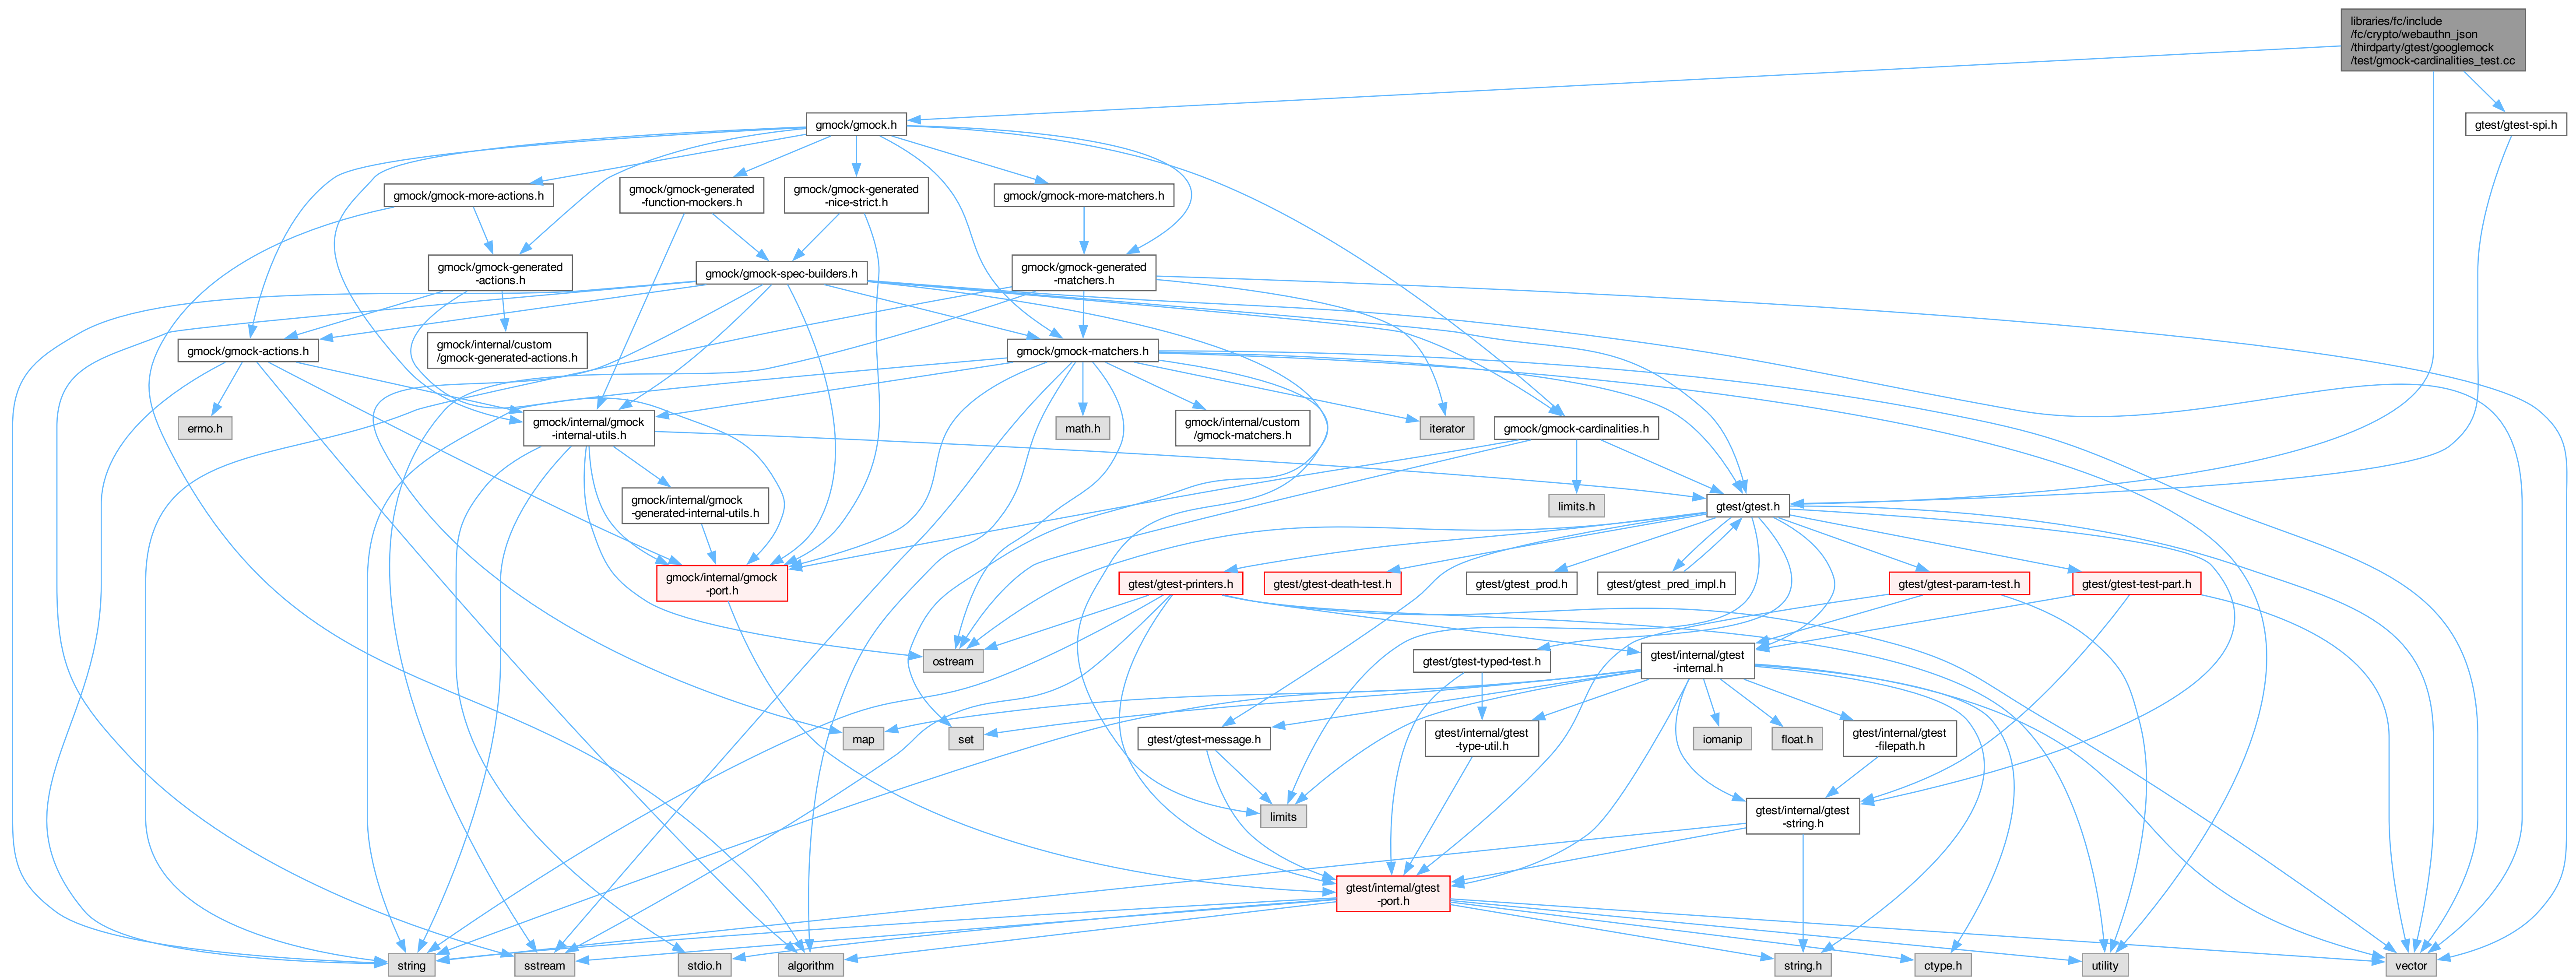 libraries/fc/include
/fc/crypto/webauthn_json
/thirdparty/gtest/googlemock
/test/gmock-cardinalities_test.cc
gmock/gmock.h
gtest/gtest-spi.h
gmock/gmock-more-actions.h
gmock/gmock-generated
-function-mockers.h
gmock/gmock-generated
-nice-strict.h
gmock/gmock-more-matchers.h
gmock/gmock-generated
-actions.h
gmock/gmock-spec-builders.h
gmock/gmock-generated
-matchers.h
gmock/gmock-actions.h
gmock/internal/custom
/gmock-generated-actions.h
gmock/gmock-matchers.h
errno.h
gmock/internal/gmock
-internal-utils.h
math.h
gmock/internal/custom
/gmock-matchers.h
iterator
gmock/gmock-cardinalities.h
gmock/internal/gmock
-generated-internal-utils.h
limits.h
gtest/gtest.h
gmock/internal/gmock
-port.h
gtest/gtest-printers.h
gtest/gtest-death-test.h
gtest/gtest_prod.h
gtest/gtest_pred_impl.h
gtest/gtest-param-test.h
gtest/gtest-test-part.h
ostream
gtest/gtest-typed-test.h
gtest/internal/gtest
-internal.h
map
set
gtest/gtest-message.h
gtest/internal/gtest
-type-util.h
iomanip
float.h
gtest/internal/gtest
-filepath.h
limits
gtest/internal/gtest
-string.h
gtest/internal/gtest
-port.h
string
sstream
stdio.h
algorithm
string.h
ctype.h
utility
vector